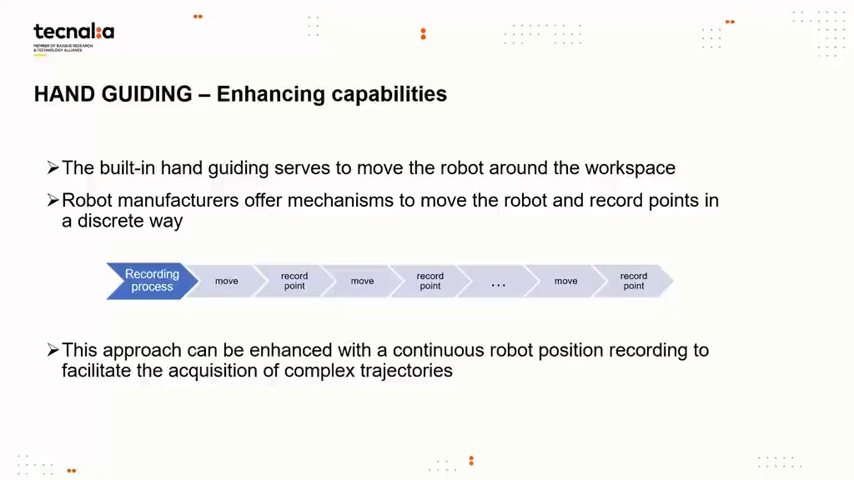 tecnal:a
MEMBER OF BASQUE RESEARCH
& TECHNOLOGY ALLIANCE
HAND GUIDING – Enhancing capabilities
➢The built-in hand guiding serves to move the robot around the workspace
➢Robot manufacturers offer mechanisms to move the robot and record points in
a discrete way
Recording
process
move
record
point
move
record
point
...
move
record
point
➢This approach can be enhanced with a continuous robot position recording to
facilitate the acquisition of complex trajectories